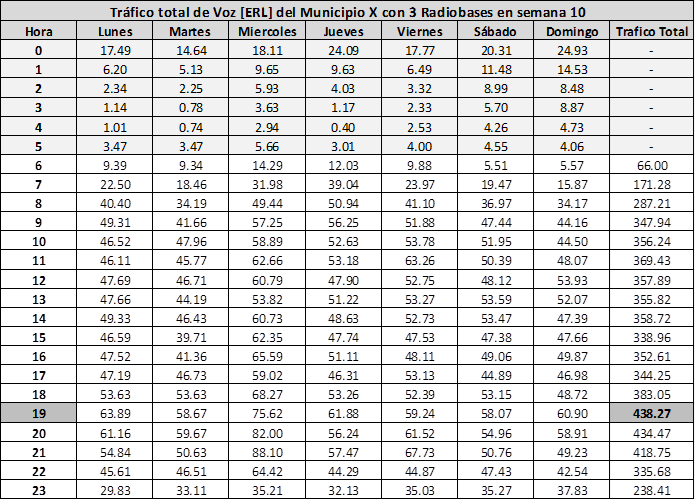 Tráfico total de Voz [ERL] del Municipio X con 3 Radiobases en semana 10
Hora Lunes Martes Miercoles Jueves Viernes Sábado Domingo Trafico Total
0 17.49 14.64 18.11 24.09 17.77 20.31 24.93 -
1 6.20 5.13 9.65 9.63 6.49 11.48 14.53 -
2 2.34 2.25 5.93 4.03 3.32 8.99 8.48 -
3 1.14 0.78 3.63 1.17 2.33 5.70 8.87 -
4 1.01 0.74 2.94 0.40 2.53 4.26 4.73 -
5 3.47 3.47 5.66 3.01 4.00 4.55 4.06 -
6 9.39 9.34 14.29 12.03 9.88 5.51 5.57 66.00
7 22.50 18.46 31.98 39.04 23.97 19.47 15.87 171.28
8 40.40 34.19 49.44 50.94 41.10 36.97 34.17 287.21
9 49.31 41.66 57.25 56.25 51.88 47.44 44.16 347.94
10 46.52 47.96 58.89 52.63 53.78 51.95 44.50 356.24
11 46.11 45.77 62.66 53.18 63.26 50.39 48.07 369.43
12 47.69 46.71 60.79 47.90 52.75 48.12 53.93 357.89
13 47.66 44.19 53.82 51.22 53.27 53.59 52.07 355.82
14 49.33 46.43 60.73 48.63 52.73 53.47 47.39 358.72
15 46.59 39.71 62.35 47.74 47.53 47.38 47.66 338.96
16 47.52 41.36 65.59 51.11 48.11 49.06 49.87 352.61
17 47.19 46.73 59.02 46.31 53.13 44.89 46.98 344.25
18 53.63 53.63 68.27 53.26 52.39 53.15 48.72 383.05
19 63.89 58.67 75.62 61.88 59.24 58.07 60.90 438.27
20 61.16 59.67 82.00 56.24 61.52 54.96 58.91 434.47
21 54.84 50.63 88.10 57.47 67.73 50.76 49.23 418.75
22 45.61 46.51 64.42 44.29 44.87 47.43 42.54 335.68
23 29.83 33.11 35.21 32.13 35.03 35.27 37.83 238.41